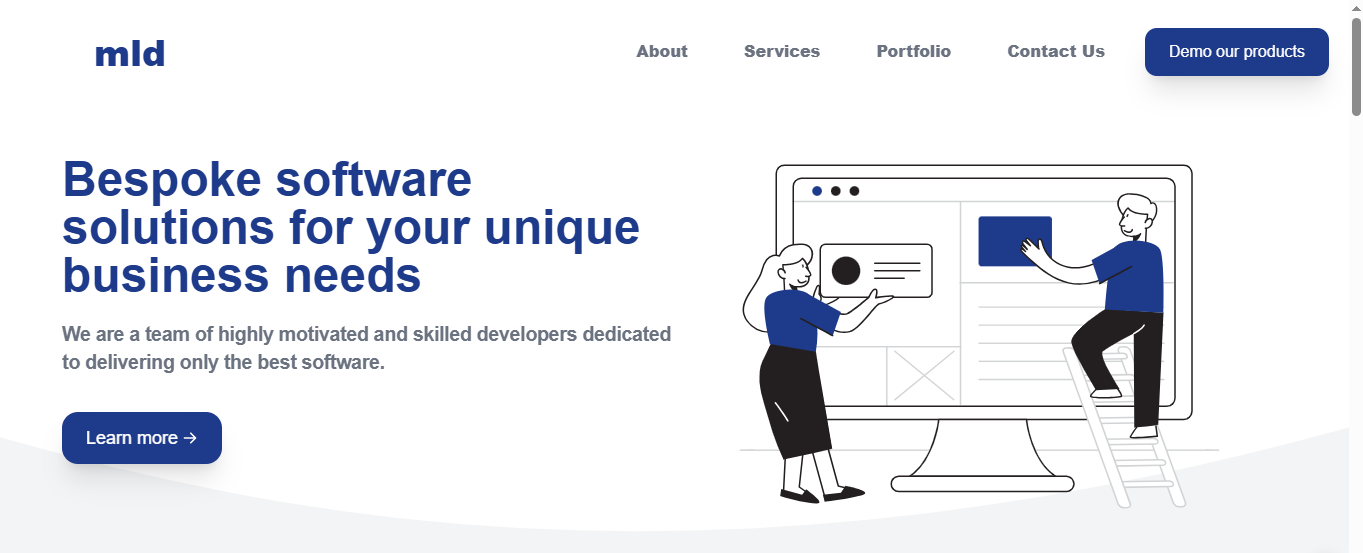 mld
About
Services
Portfolio
Contact Us
Demo our products
Bespoke software
solutions for your unique
business needs
We are a team of highly motivated and skilled developers dedicated
to delivering only the best software.
Learn more →